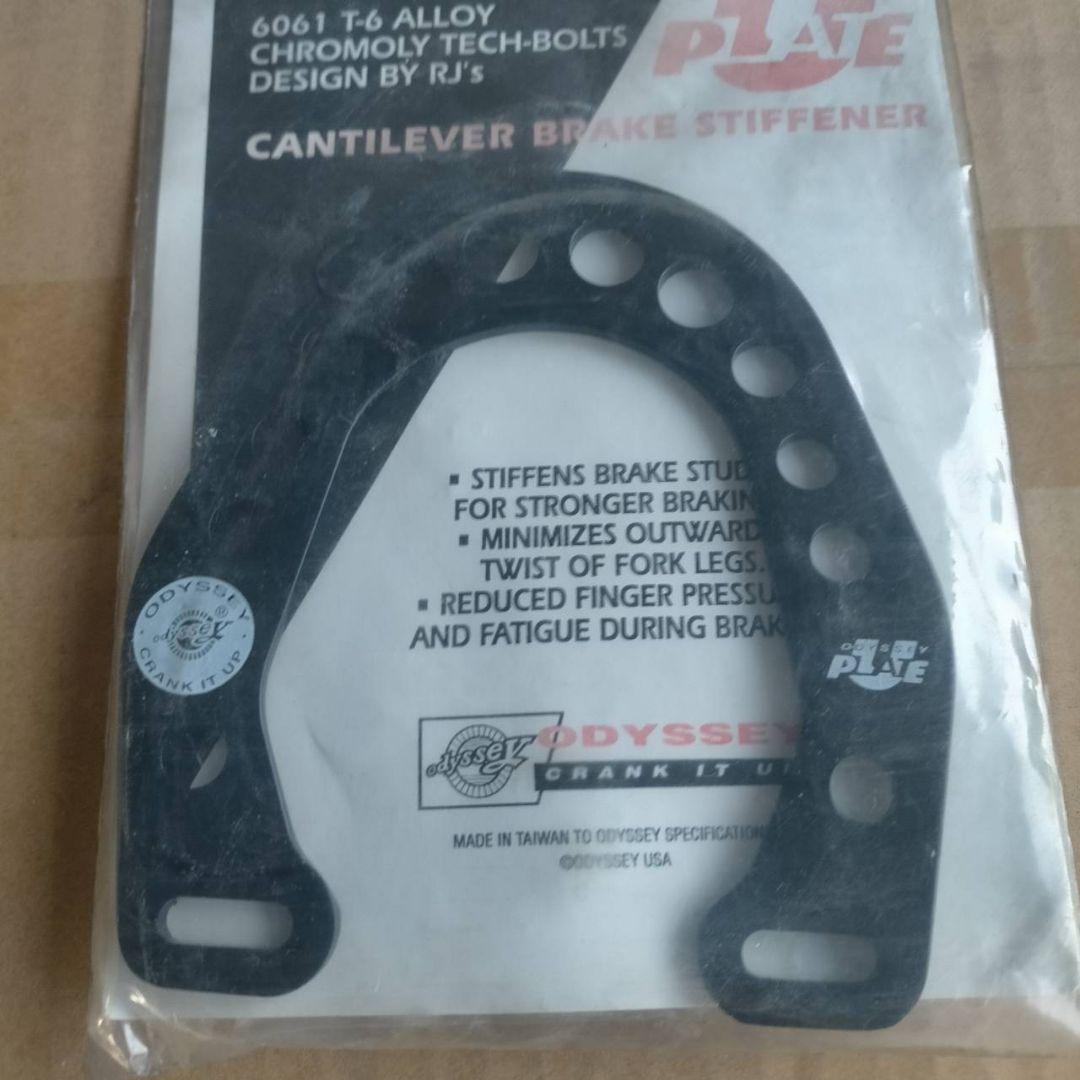 6061 T-6 ALLOY
CHROMOLY TECH-BOLTS
DESIGN BY RJ's
U
PLATE
CANTILEVER BRAKE STIFFENER
▪ STIFFENS BRAKE STUD
FOR STRONGER BRAKIN
▪ MINIMIZES OUTWARD
TWIST OF FORK LEGS.
▪ REDUCED FINGER PRESSU
AND FATIGUE DURING BRAK
ODYSSEY ®
odyssey
CRANK IT UP
ODYSSEY
U
PLATE
odyssey
ODYSSEY
CRANK IT U
MADE IN TAIWAN TO ODYSSEY SPECIFICATION
©ODYSSEY USA